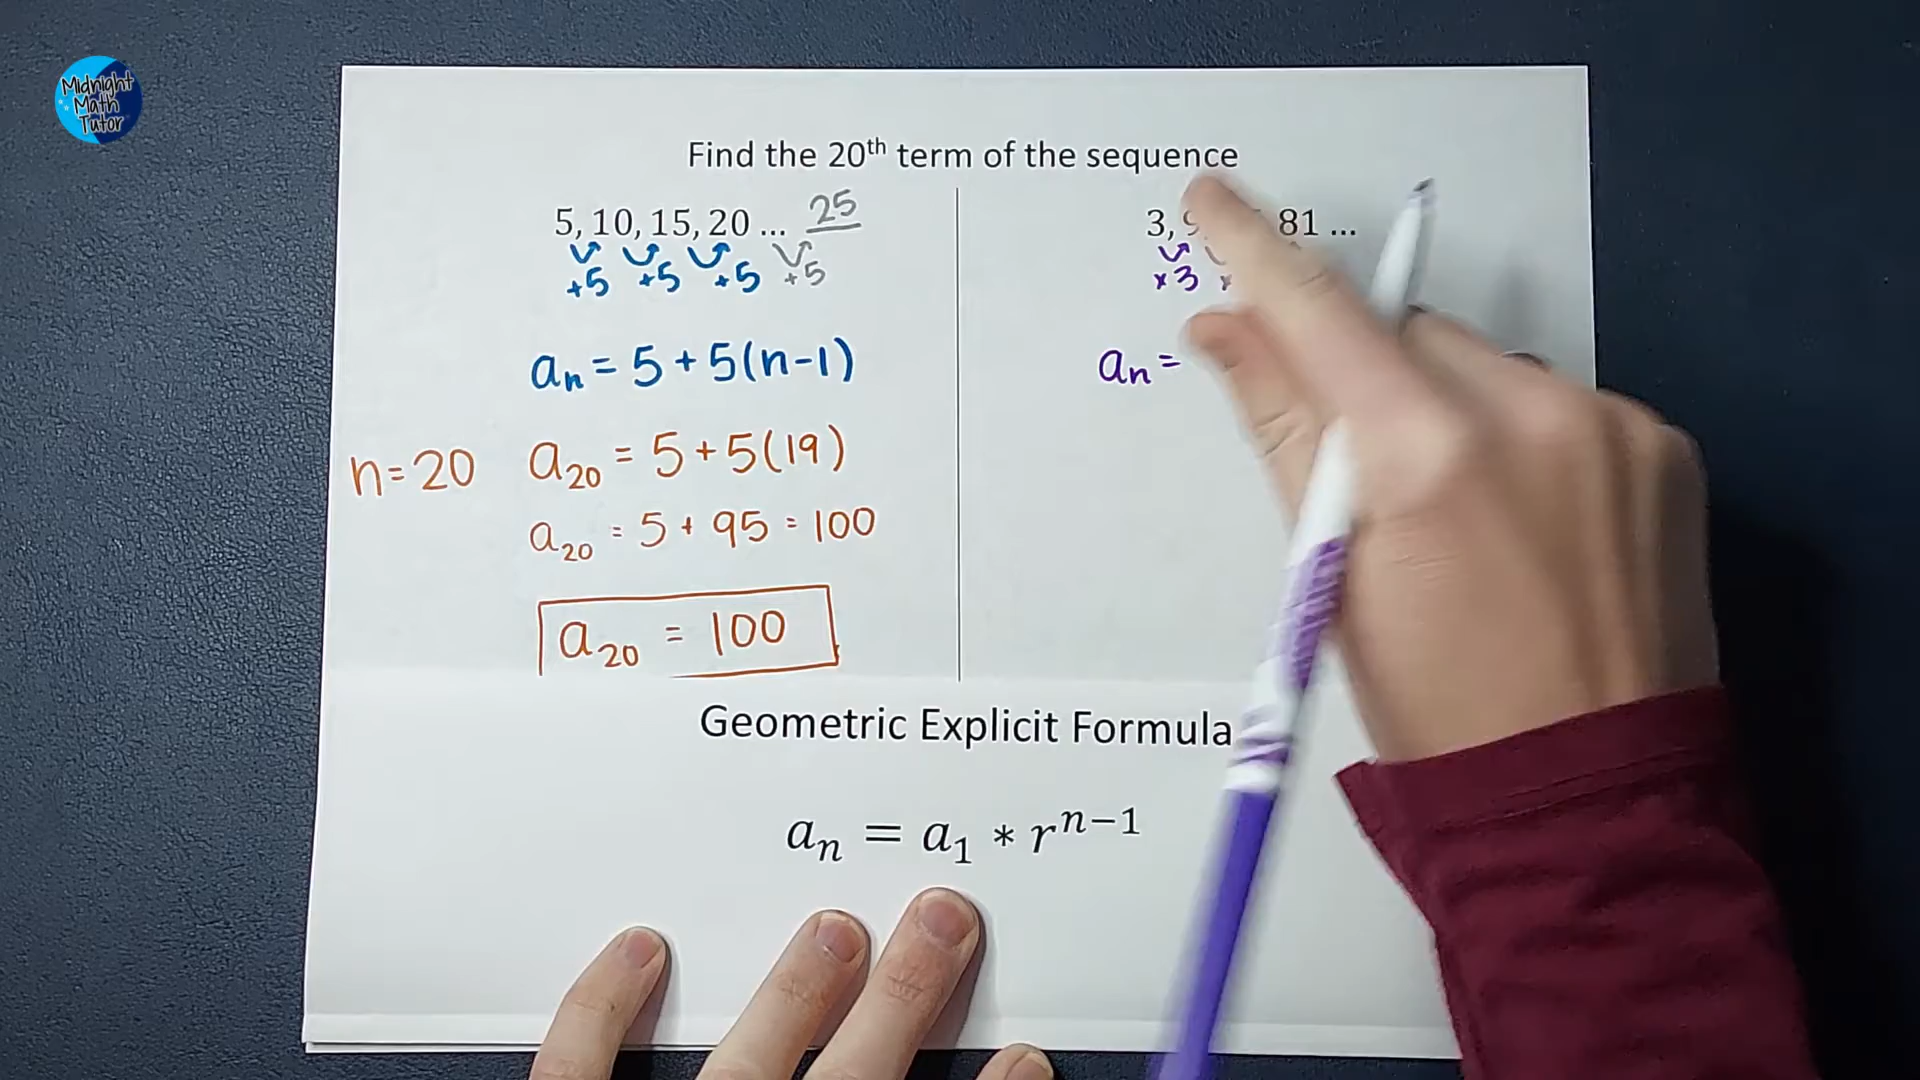 Midnight
Math
Tutor
Find the 20th term of the sequence
5, 10, 15, 20 ... 25
+5 +5 +5 +5
aₙ = 5 + 5(n-1)
n=20
a₂₀ = 5 + 5(19)
a₂₀ = 5 + 95 = 100
a₂₀ = 100
3, 81 ...
×3 ×
aₙ =
Geometric Explicit Formula
aₙ = a₁ * rⁿ⁻¹